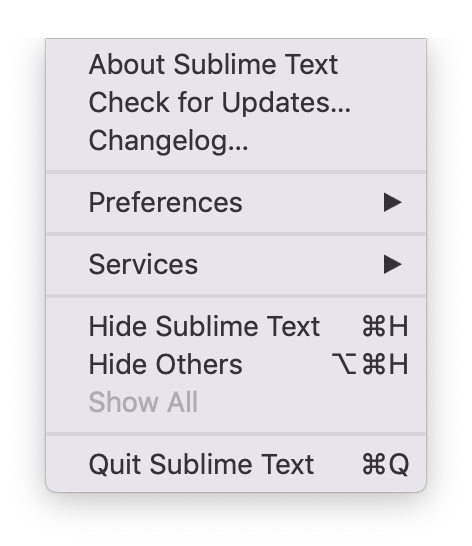 About Sublime Text
Check for Updates...
Changelog...
Preferences ▶
Services ▶
Hide Sublime Text ⌘H
Hide Others ⌥⌘H
Show All
Quit Sublime Text ⌘Q